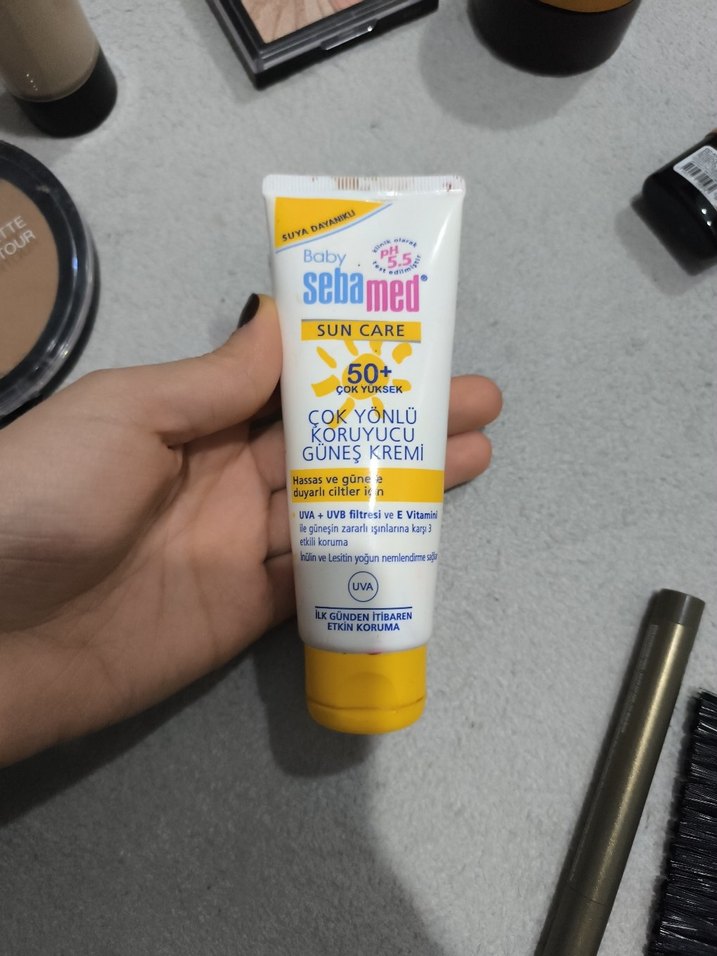 SUYA DAYANIKLI
Baby
sebamed®
klinik olarak
pH
5.5
test edilmiştir
SUN CARE
50+
ÇOK YÜKSEK
ÇOK YÖNLÜ
KORUYUCU
GÜNEŞ KREMİ
Hassas ve güneşe
duyarlı ciltler için
UVA + UVB filtresi ve E Vitamini
ile güneşin zararlı ışınlarına karşı 3
etkili koruma
İnülin ve Lesitin yoğun nemlendirme sağlar
UVA
İLK GÜNDEN İTİBAREN
ETKİN KORUMA
TTE
TOUR